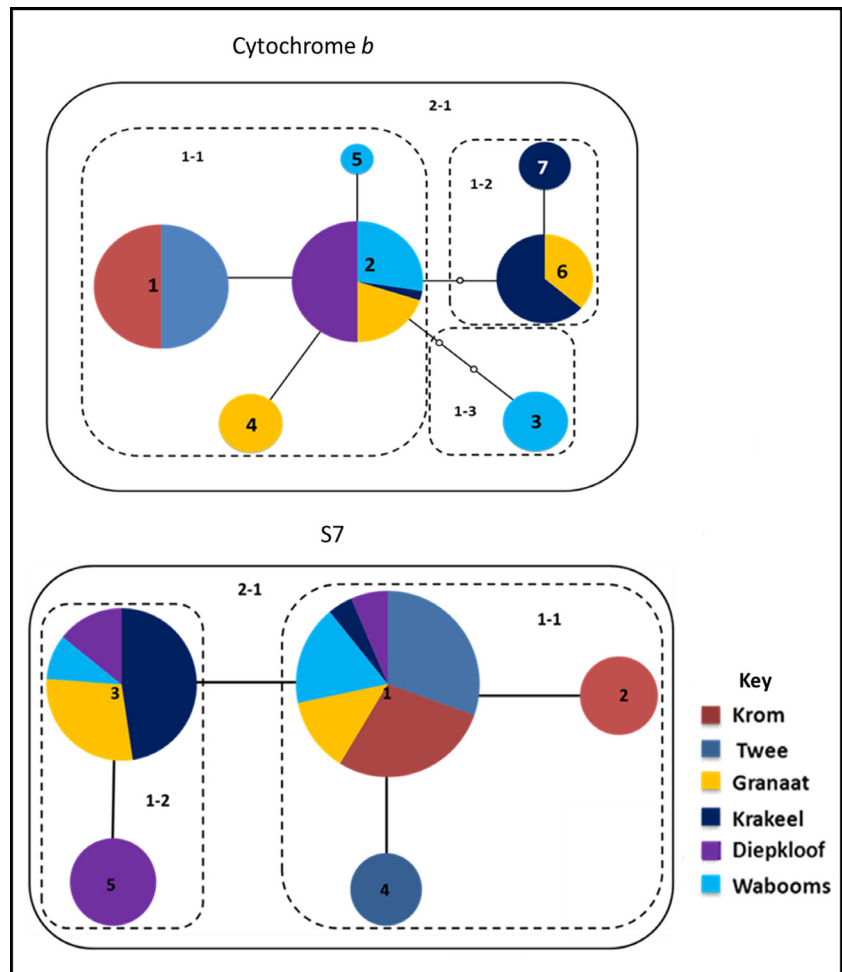 Cytochrome b
2-1
1-1
5
7
1-2
1
2
6
4
1-3
3
S7
2-1
1-1
3
1
2
1-2
5
4
Key
Krom
Twee
Granaat
Krakeel
Diepkloof
Wabooms